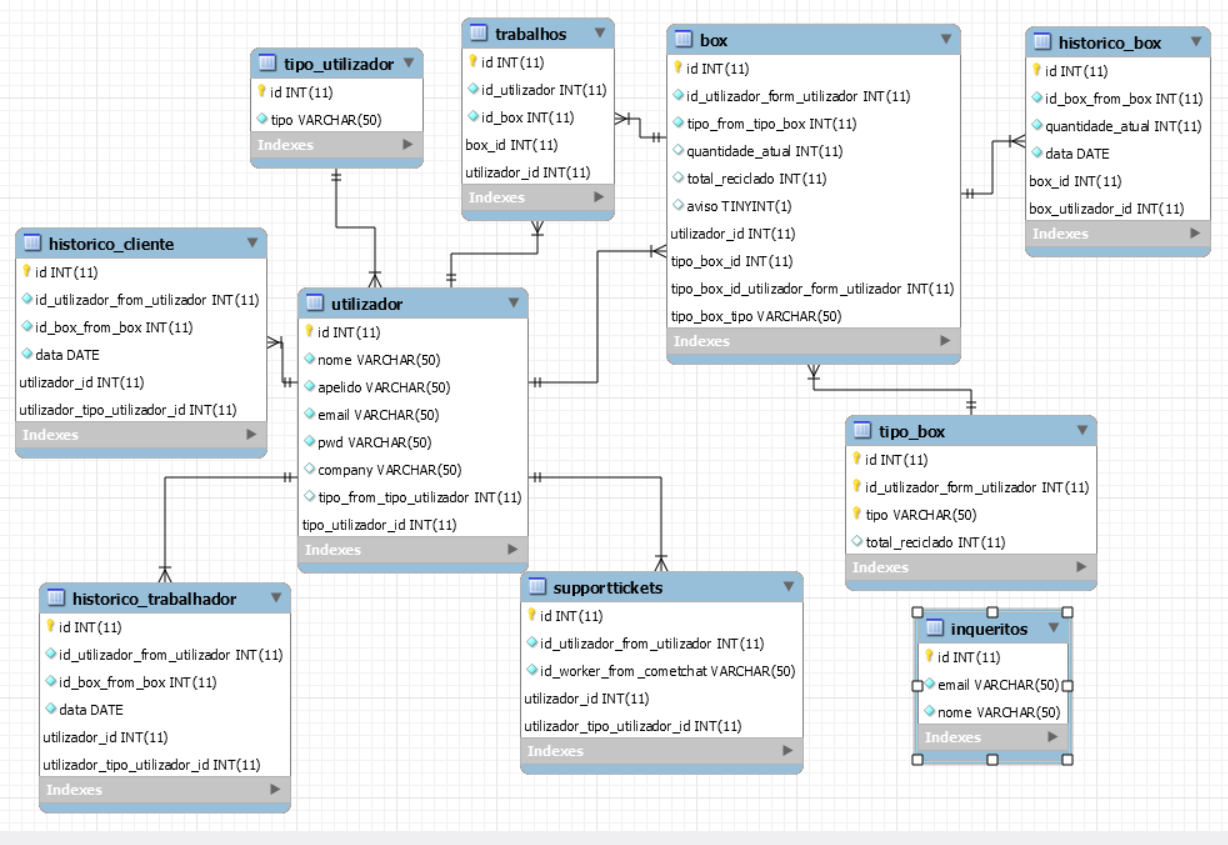 tipo_utilizador
id INT(11)
tipo VARCHAR(50)
Indexes
trabalhos
id INT(11)
id_utilizador INT(11)
id_box INT(11)
box_id INT(11)
utilizador_id INT(11)
Indexes
box
id INT(11)
id_utilizador_form_utilizador INT(11)
tipo_from_tipo_box INT(11)
quantidade_atual INT(11)
total_reciclado INT(11)
aviso TINYINT(1)
utilizador_id INT(11)
tipo_box_id INT(11)
tipo_box_id_utilizador_form_utilizador INT(11)
tipo_box_tipo VARCHAR(50)
Indexes
historico_box
id INT(11)
id_box_from_box INT(11)
quantidade_atual INT(11)
data DATE
box_id INT(11)
box_utilizador_id INT(11)
Indexes
historico_cliente
id INT(11)
id_utilizador_from_utilizador INT(11)
id_box_from_box INT(11)
data DATE
utilizador_id INT(11)
utilizador_tipo_utilizador_id INT(11)
Indexes
utilizador
id INT(11)
nome VARCHAR(50)
apelido VARCHAR(50)
email VARCHAR(50)
pwd VARCHAR(50)
company VARCHAR(50)
tipo_from_tipo_utilizador INT(11)
tipo_utilizador_id INT(11)
Indexes
tipo_box
id INT(11)
id_utilizador_form_utilizador INT(11)
tipo VARCHAR(50)
total_reciclado INT(11)
Indexes
historico_trabalhador
id INT(11)
id_utilizador_from_utilizador INT(11)
id_box_from_box INT(11)
data DATE
utilizador_id INT(11)
utilizador_tipo_utilizador_id INT(11)
Indexes
supporttickets
id INT(11)
id_utilizador_from_utilizador INT(11)
id_worker_from_cometchat VARCHAR(50)
utilizador_id INT(11)
utilizador_tipo_utilizador_id INT(11)
Indexes
inqueritos
id INT(11)
email VARCHAR(50)
nome VARCHAR(50)
Indexes